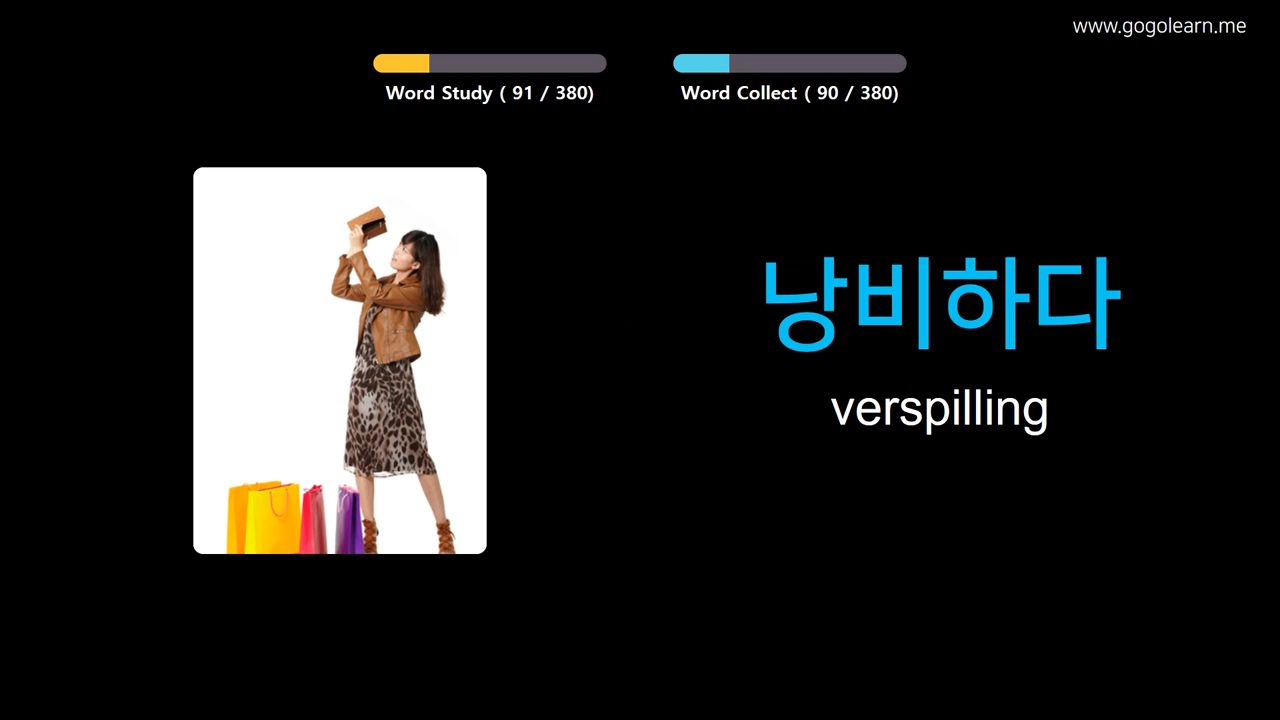 www.gogolearn.me
Word Study ( 91 / 380)
Word Collect ( 90 / 380)
낭비하다
verspilling